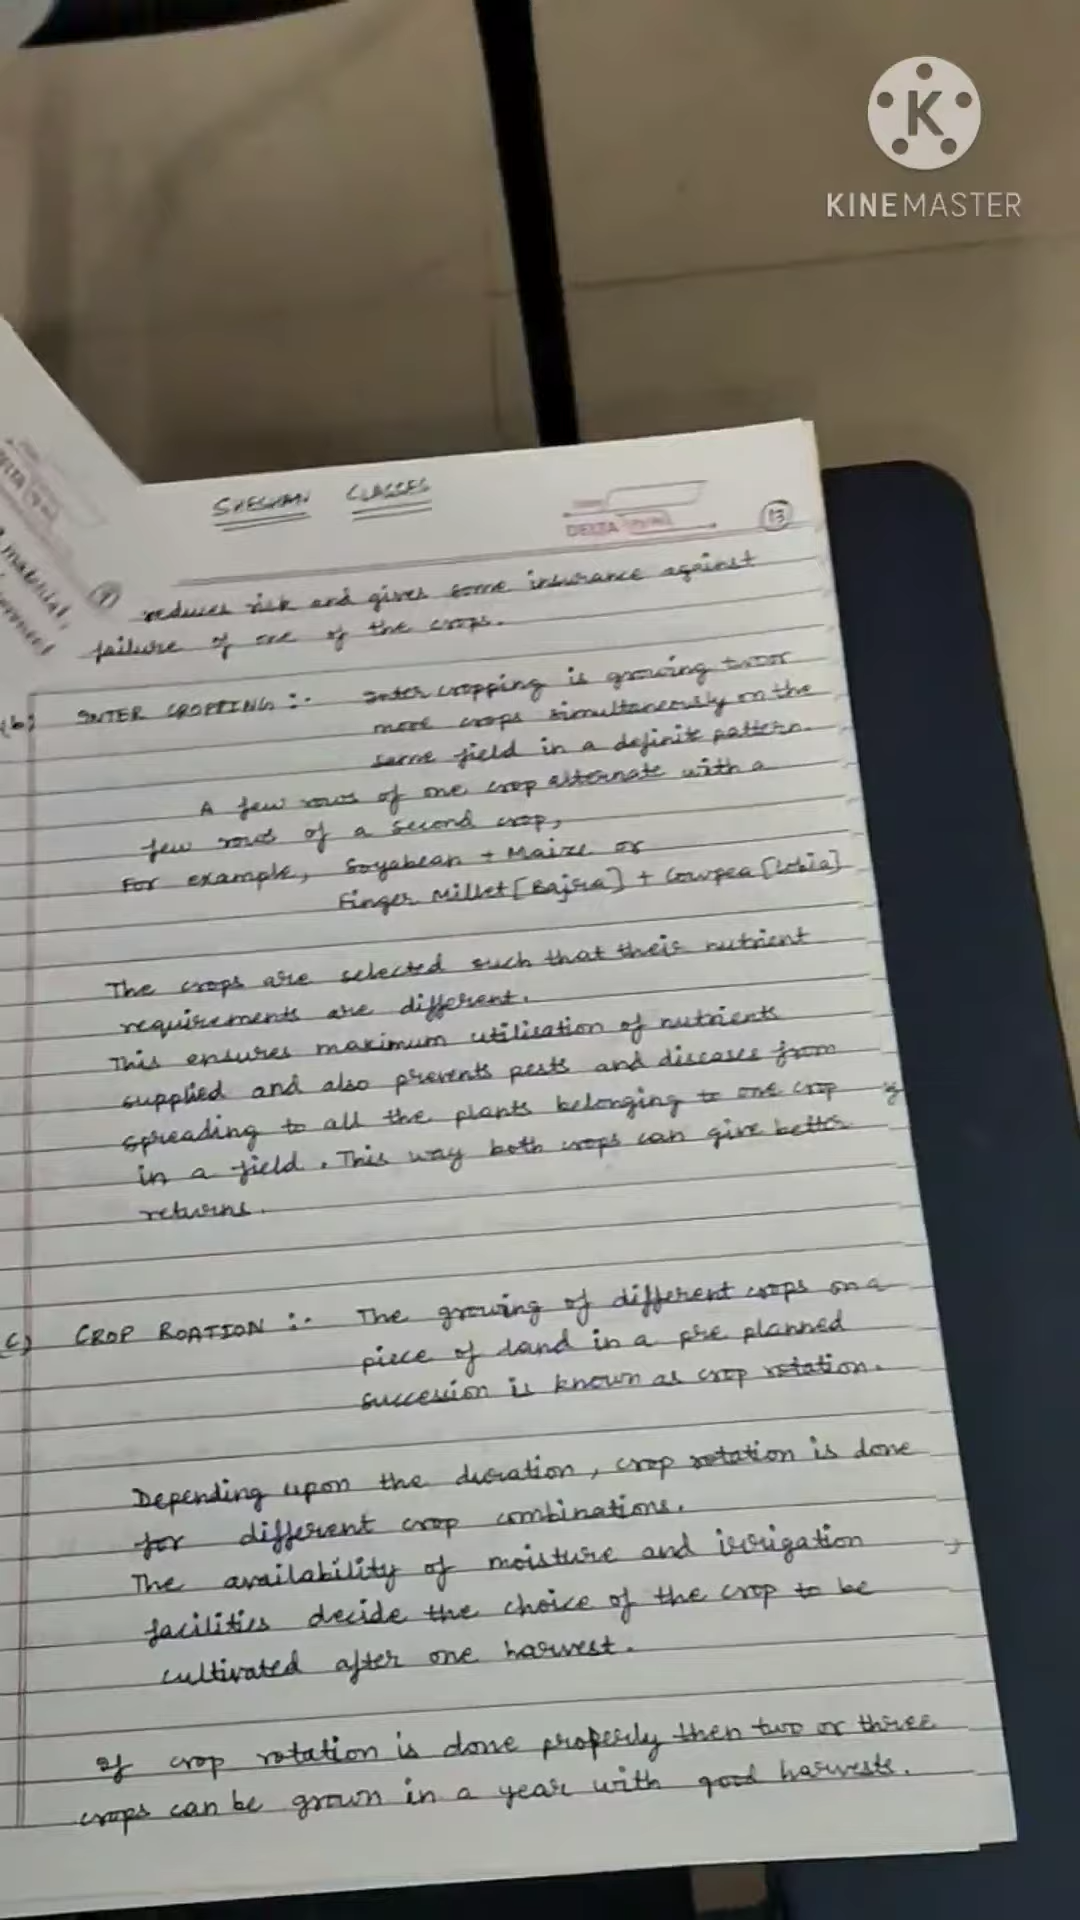 KINEMASTER
SHESHAN CLASSES
DELTA
13
reduces risk and gives some insurance against
failure of one of the crops.
(b) INTER CROPPING :- Inter cropping is growing two or
more crops simultaneously on the
same field in a definite pattern.
A few rows of one crop alternate with a
few rows of a second crop,
For example, Soyabean + Maize or
Finger Millet [Bajra] + Cowpea [Lobia]
The crops are selected such that their nutrient
requirements are different.
This ensures maximum utilisation of nutrients
supplied and also prevents pests and diseases from
spreading to all the plants belonging to one crop
in a field. This way both crops can give better
returns.
C) CROP ROATION :- The growing of different crops on a
piece of land in a pre planned
succession is known as crop rotation.
Depending upon the duration, crop rotation is done
for different crop combinations.
The availability of moisture and irrigation
facilities decide the choice of the crop to be
cultivated after one harvest.
If crop rotation is done properly then two or three
crops can be grown in a year with good harvests.
DELTA
material,